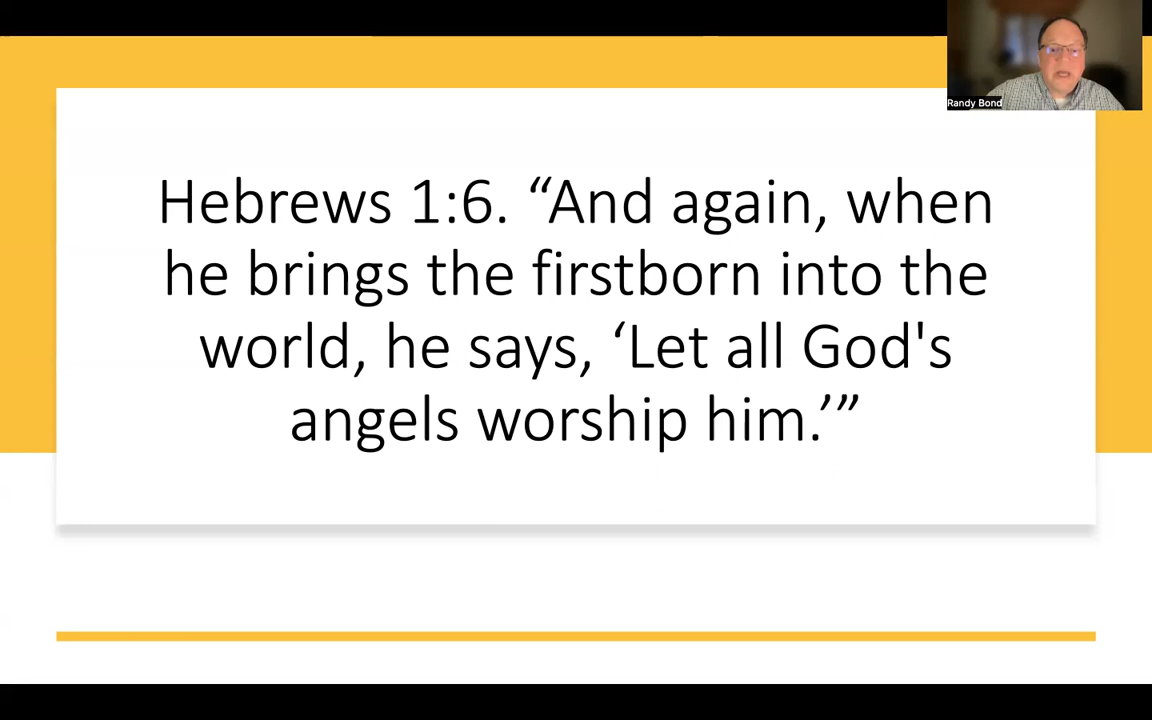 Randy Bond
Hebrews 1:6. “And again, when
he brings the firstborn into the
world, he says, ‘Let all God's
angels worship him.’”